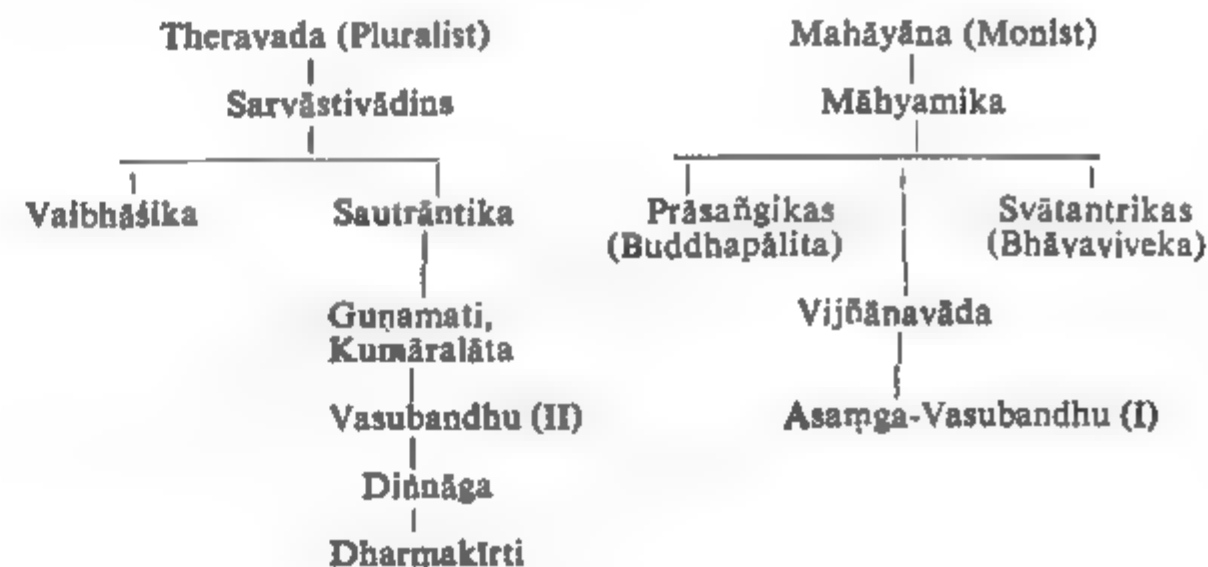 Theravada (Pluralist)
Sarvāstivādins
Vaibhāśika
Sautrāntika
Guṇamati,
Kumāralāta
Vasubandhu (II)
Diṅnāga
Dharmakīrti
Mahāyāna (Monist)
Māhyamika
Prāsañgikas
(Buddhapālita)
Svātantrikas
(Bhāvaviveka)
Vijñānavāda
Asaṃga-Vasubandhu (I)